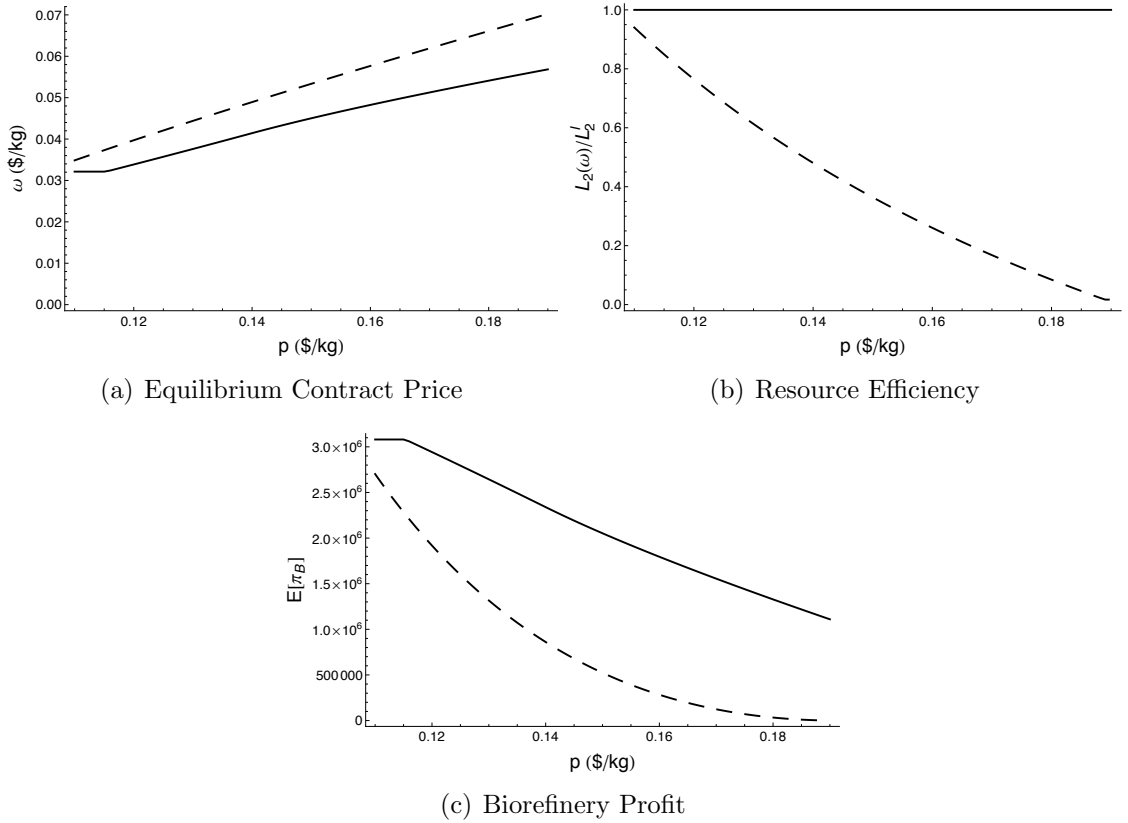 0.07
0.06
0.05
0.04
0.03
0.02
0.01
0.00
ω ($/kg)
0.12 0.14 0.16 0.18
p ($/kg)
(a) Equilibrium Contract Price
1.0
0.8
0.6
0.4
0.2
0.0
L₂(ω)/L₂ᴵ
0.12 0.14 0.16 0.18
p ($/kg)
(b) Resource Efficiency
3.0×10⁶
2.5×10⁶
2.0×10⁶
1.5×10⁶
1.0×10⁶
500 000
0
E[π_B]
0.12 0.14 0.16 0.18
p ($/kg)
(c) Biorefinery Profit